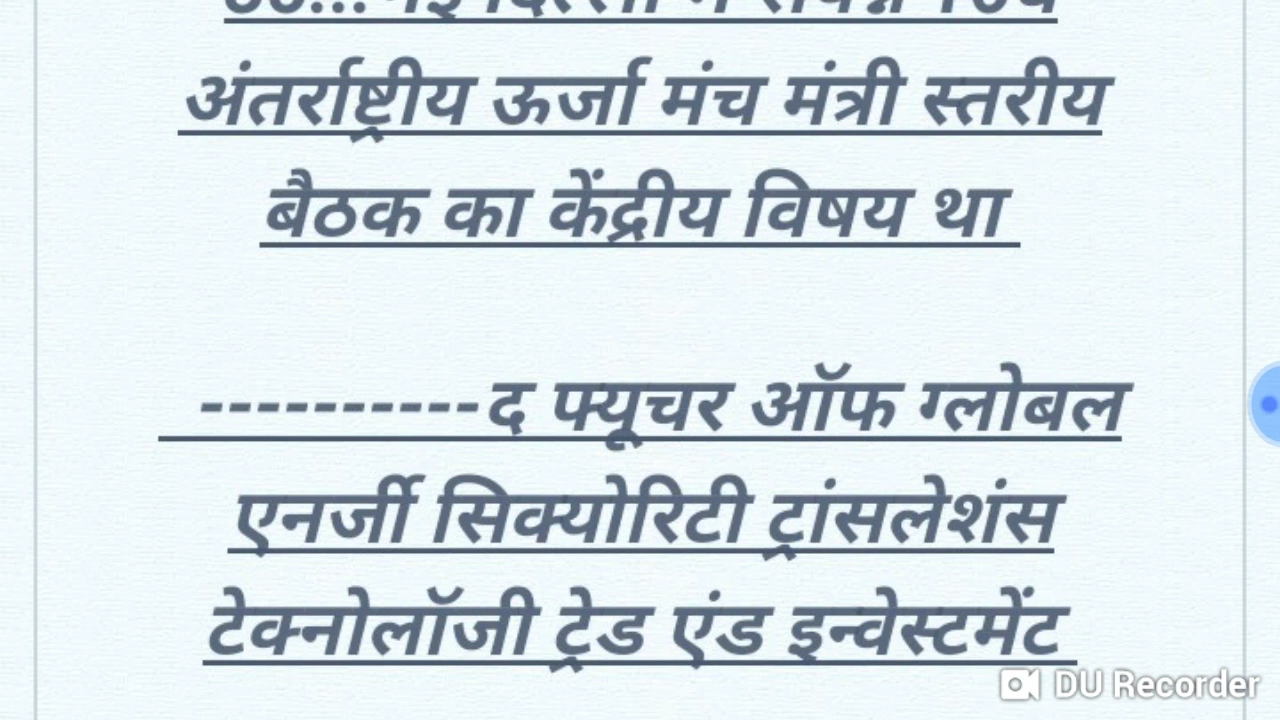 अंतर्राष्ट्रीय ऊर्जा मंच मंत्री स्तरीय
बैठक का केंद्रीय विषय था
----------द फ्यूचर ऑफ ग्लोबल
एनर्जी सिक्योरिटी ट्रांसलेशंस
टेक्नोलॉजी ट्रेड एंड इन्वेस्टमेंट
DU Recorder